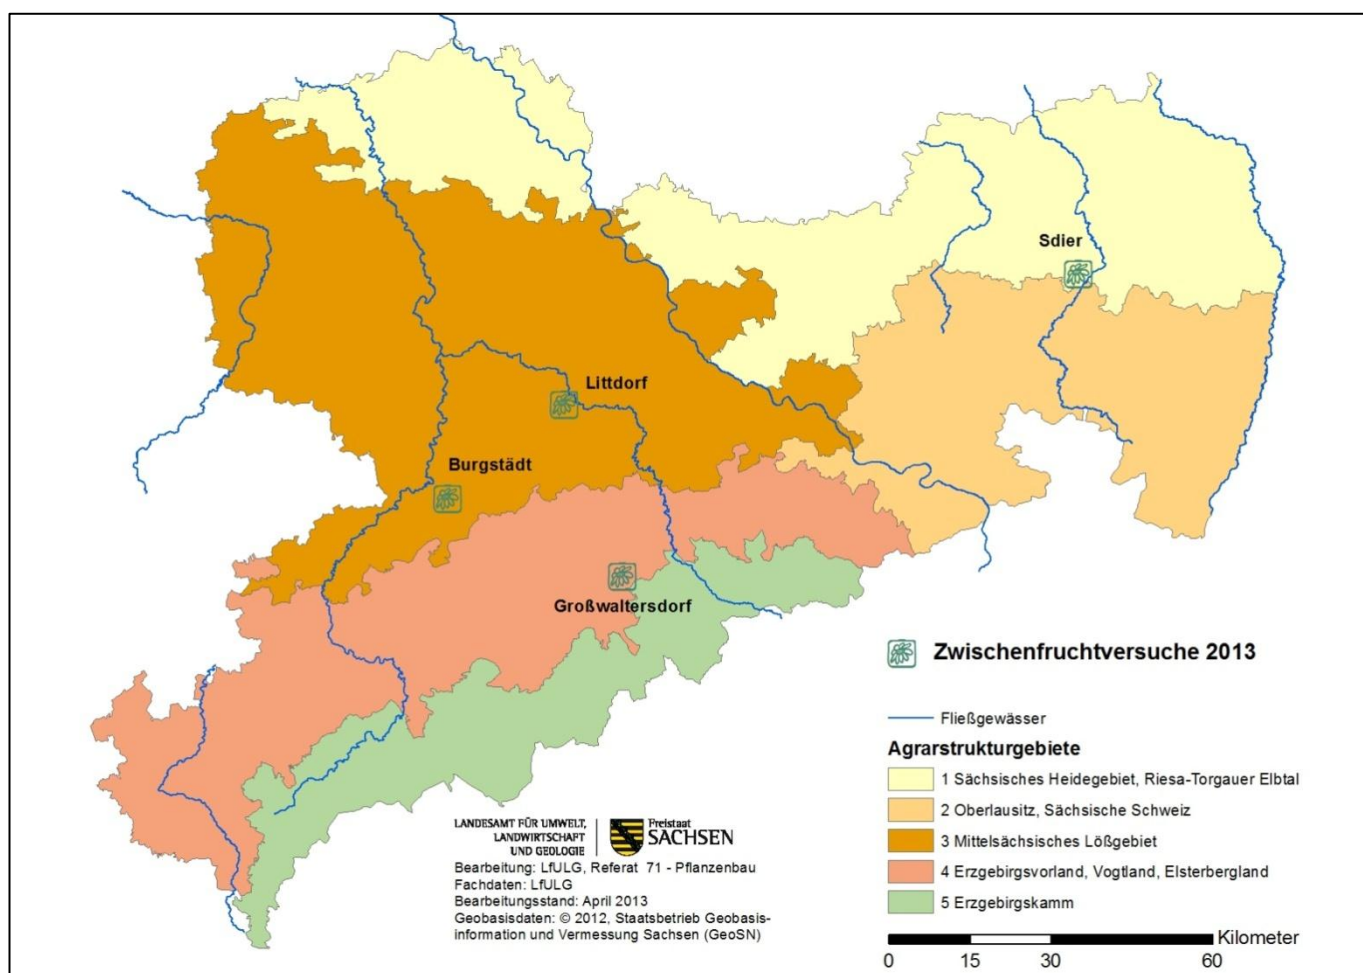 Sdier
Littdorf
Burgstädt
Großwaltersdorf
Zwischenfruchtversuche 2013
Fließgewässer
Agrarstrukturgebiete
1 Sächsisches Heidegebiet, Riesa-Torgauer Elbtal
2 Oberlausitz, Sächsische Schweiz
3 Mittelsächsisches Lößgebiet
4 Erzgebirgsvorland, Vogtland, Elsterbergland
5 Erzgebirgskamm
Kilometer
0 15 30 60
LANDESAMT FÜR UMWELT,
LANDWIRTSCHAFT
UND GEOLOGIE
Freistaat
SACHSEN
Bearbeitung: LfULG, Referat 71 - Pflanzenbau
Fachdaten: LfULG
Bearbeitungsstand: April 2013
Geobasisdaten: © 2012, Staatsbetrieb Geobasis-
information und Vermessung Sachsen (GeoSN)